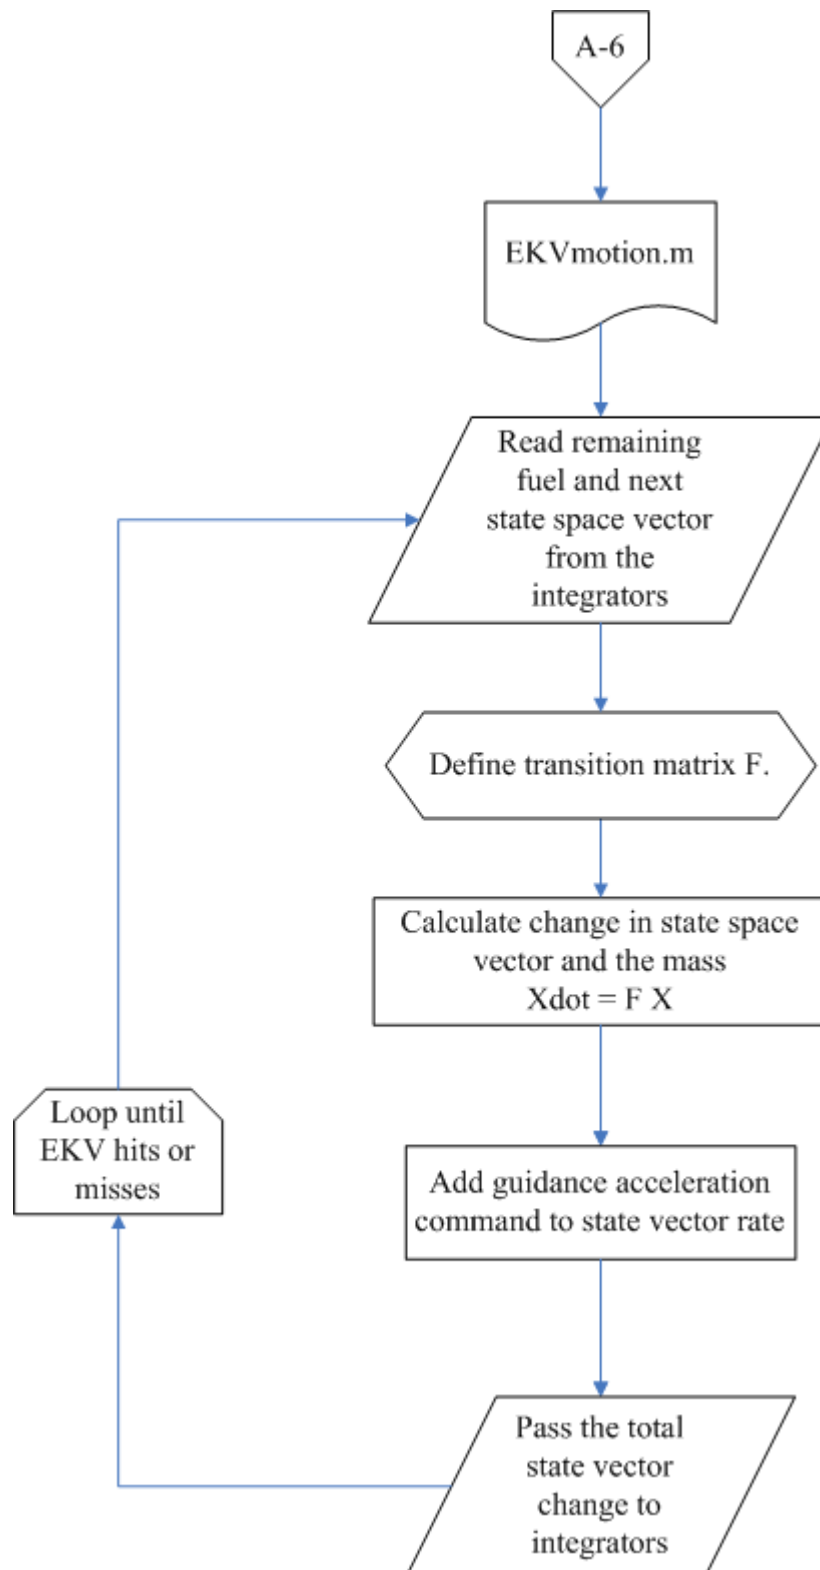 A-6
EKVmotion.m
Read remaining
fuel and next
state space vector
from the
integrators
Define transition matrix F.
Calculate change in state space
vector and the mass
Xdot = F X
Loop until
EKV hits or
misses
Add guidance acceleration
command to state vector rate
Pass the total
state vector
change to
integrators